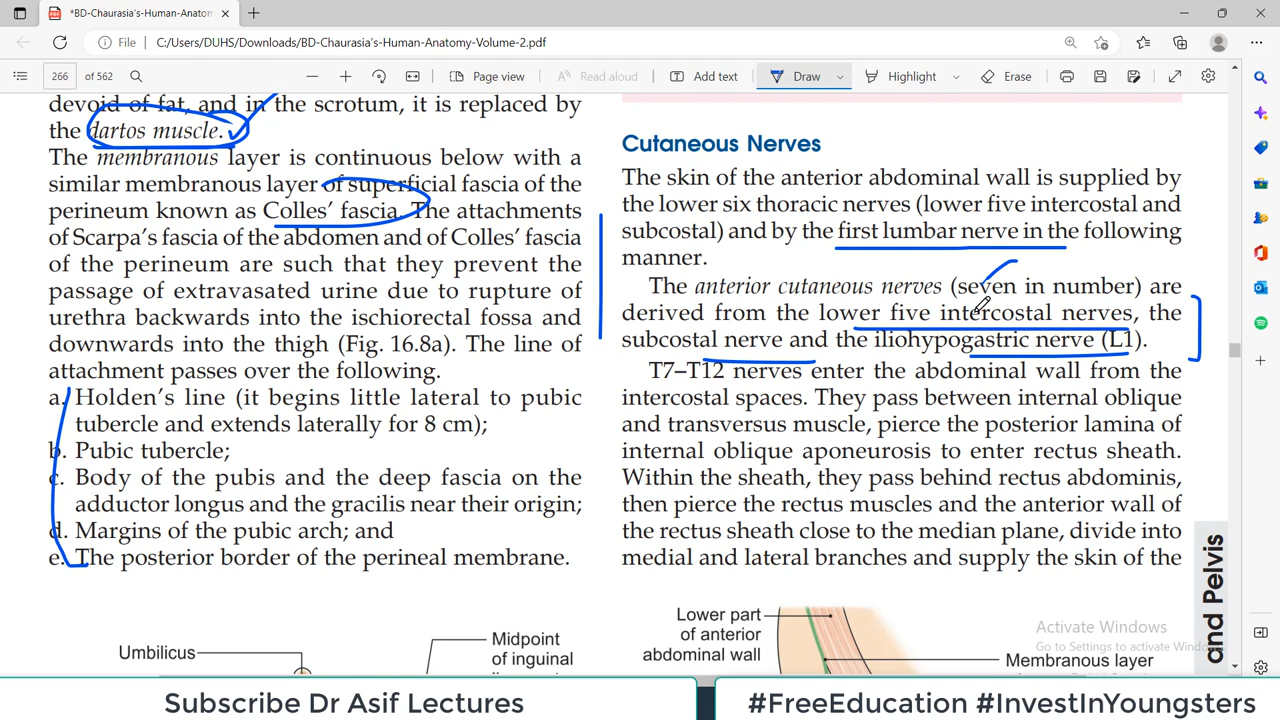 *BD-Chaurasia's-Human-Anatom
File
C:/Users/DUHS/Downloads/BD-Chaurasia's-Human-Anatomy-Volume-2.pdf
266
of 562
Page view
Read aloud
Add text
Draw
Highlight
Erase
devoid of fat, and in the scrotum, it is replaced by
the dartos muscle.
The membranous layer is continuous below with a
similar membranous layer of superficial fascia of the
perineum known as Colles' fascia. The attachments
of Scarpa's fascia of the abdomen and of Colles' fascia
of the perineum are such that they prevent the
passage of extravasated urine due to rupture of
urethra backwards into the ischiorectal fossa and
downwards into the thigh (Fig. 16.8a). The line of
attachment passes over the following.
a. Holden's line (it begins little lateral to pubic
tubercle and extends laterally for 8 cm);
b. Pubic tubercle;
c. Body of the pubis and the deep fascia on the
adductor longus and the gracilis near their origin;
d. Margins of the pubic arch; and
e. The posterior border of the perineal membrane.
Umbilicus
Midpoint
of inguinal
Cutaneous Nerves
The skin of the anterior abdominal wall is supplied by
the lower six thoracic nerves (lower five intercostal and
subcostal) and by the first lumbar nerve in the following
manner.
The anterior cutaneous nerves (seven in number) are
derived from the lower five intercostal nerves, the
subcostal nerve and the iliohypogastric nerve (L1).
T7–T12 nerves enter the abdominal wall from the
intercostal spaces. They pass between internal oblique
and transversus muscle, pierce the posterior lamina of
internal oblique aponeurosis to enter rectus sheath.
Within the sheath, they pass behind rectus abdominis,
then pierce the rectus muscles and the anterior wall of
the rectus sheath close to the median plane, divide into
medial and lateral branches and supply the skin of the
Lower part
of anterior
abdominal wall
Membranous layer
and Pelvis
Activate Windows
Go to Settings to activate Window
Subscribe Dr Asif Lectures
#FreeEducation #InvestInYoungsters